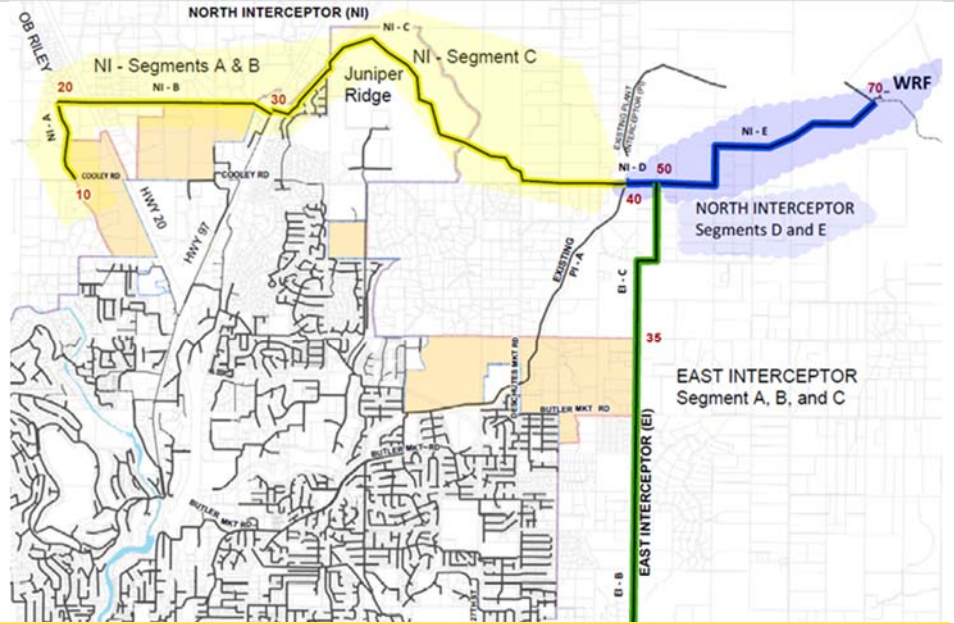 NORTH INTERCEPTOR (NI)
OB RILEY
NI - C
NI - Segments A & B
NI - Segment C
NI - B
Juniper
Ridge
20
30
NI - A
COOLEY RD
COOLEY RD
10
HWY 20
HWY 97
EXISTING PLANT
INTERCEPTOR (PI)
70
WRF
NI - E
NI - D
50
40
NORTH INTERCEPTOR
Segments D and E
EXISTING
PI - A
EI - C
35
EAST INTERCEPTOR
Segment A, B, and C
DESCHUTES MKT RD
BUTLER MKT RD
BUTLER MKT RD
BUTLER MKT RD
EAST INTERCEPTOR (EI)
EI - B
27TH ST